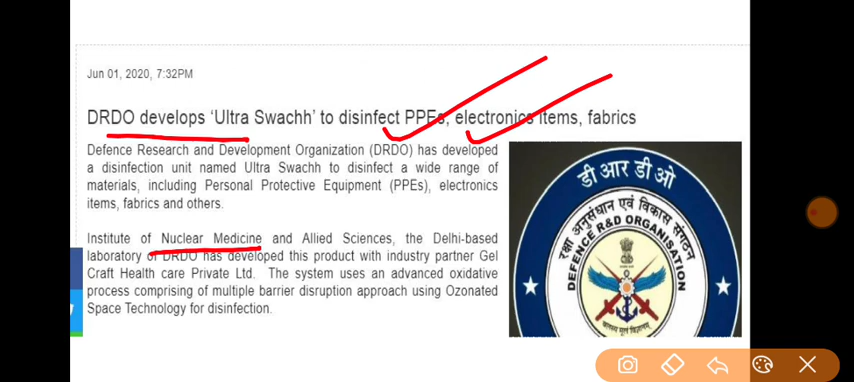 Jun 01, 2020, 7:32PM
DRDO develops ‘Ultra Swachh’ to disinfect PPEs, electronics items, fabrics
Defence Research and Development Organization (DRDO) has developed
a disinfection unit named Ultra Swachh to disinfect a wide range of
materials, including Personal Protective Equipment (PPEs), electronics
items, fabrics and others.
Institute of Nuclear Medicine and Allied Sciences, the Delhi-based
laboratory of DRDO has developed this product with industry partner Gel
Craft Health care Private Ltd. The system uses an advanced oxidative
process comprising of multiple barrier disruption approach using Ozonated
Space Technology for disinfection.
डी आर डी ओ
रक्षा अनुसंधान एवं विकास संगठन
DEFENCE R&D ORGANISATION